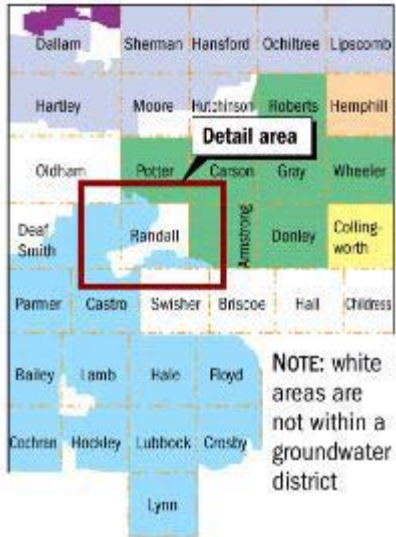 Dallam Sherman Hansford Ochiltree Lipscomb
Hartley Moore Hutchinson Roberts Hemphill
Detail area
Oldham Potter Carson Gray Wheeler
Deaf
Smith
Randall Armstrong Donley Colling-
worth
Parmer Castro Swisher Briscoe Hall Childress
Bailey Lamb Hale Floyd
Cochran Hockley Lubbock Crosby
Lynn
NOTE: white
areas are
not within a
groundwater
district